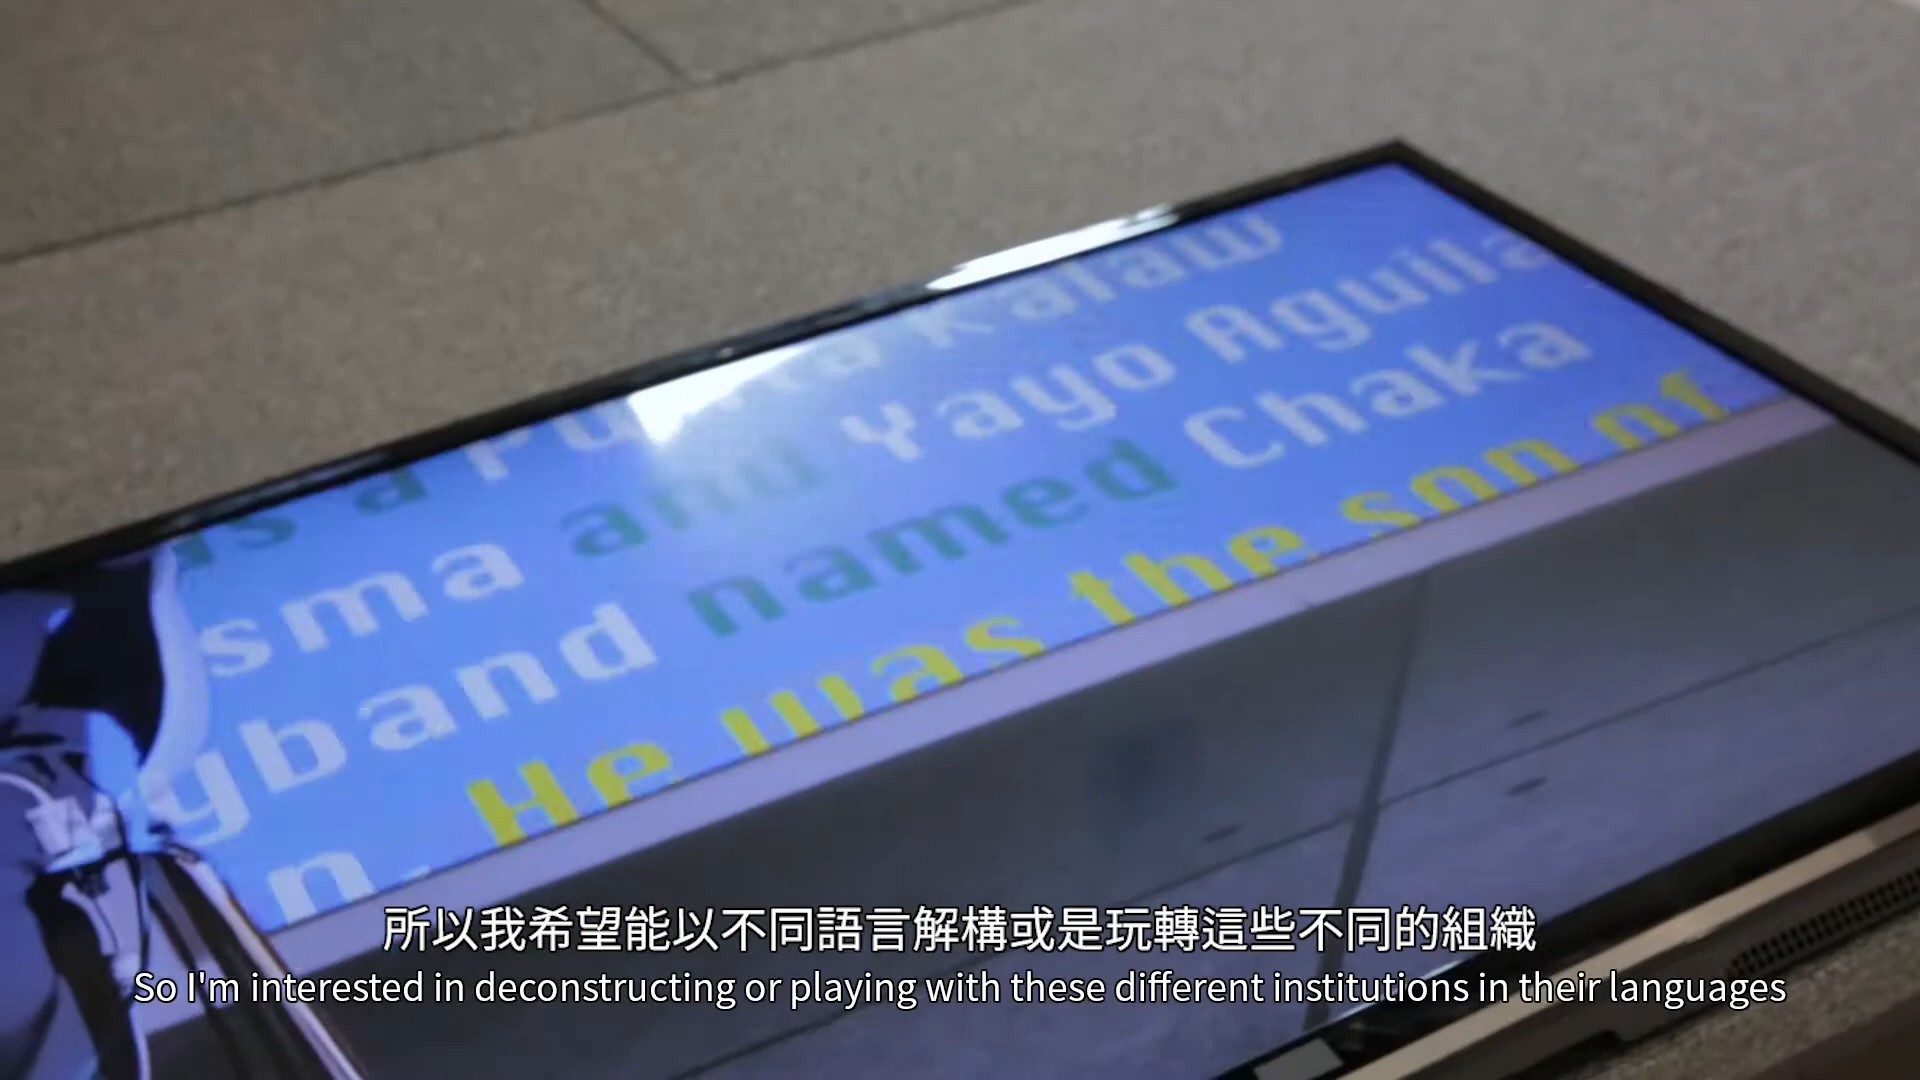 Kalaw
sma and Yayo Aguila
yband named Chaka
n. He was the son of
所以我希望能以不同語言解構或是玩轉這些不同的組織
So I'm interested in deconstructing or playing with these different institutions in their languages